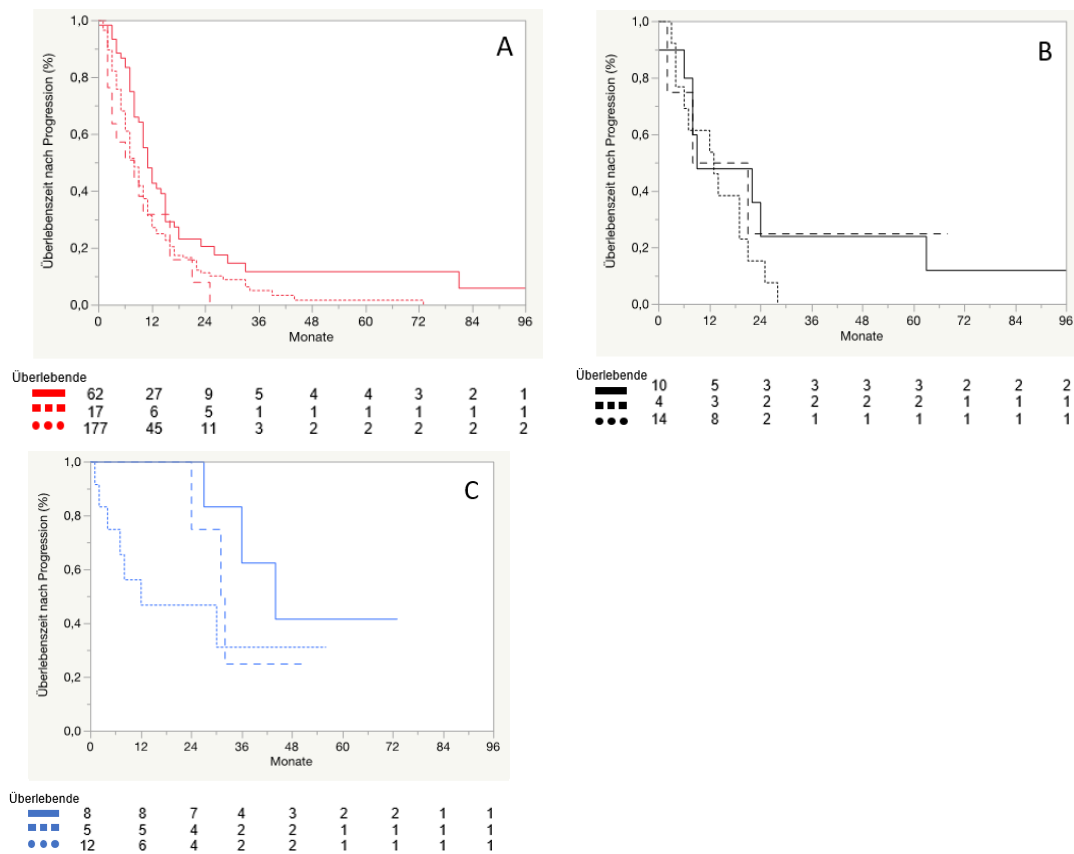 A
Überlebenszeit nach Progression (%)
1,0
0,8
0,6
0,4
0,2
0,0
0 12 24 36 48 60 72 84 96
Monate
Überlebende
62 27 9 5 4 4 3 2 1
17 6 5 1 1 1 1 1 1
177 45 11 3 2 2 2 2 2
B
Überlebenszeit nach Progression (%)
1,0
0,8
0,6
0,4
0,2
0,0
0 12 24 36 48 60 72 84 96
Monate
Überlebende
10 5 3 3 3 3 2 2 2
4 3 2 2 2 2 1 1 1
14 8 2 1 1 1 1 1 1
C
Überlebenszeit nach Progression (%)
1,0
0,8
0,6
0,4
0,2
0,0
0 12 24 36 48 60 72 84 96
Monate
Überlebende
8 8 7 4 3 2 2 1 1
5 5 4 2 2 1 1 1 1
12 6 4 2 2 1 1 1 1